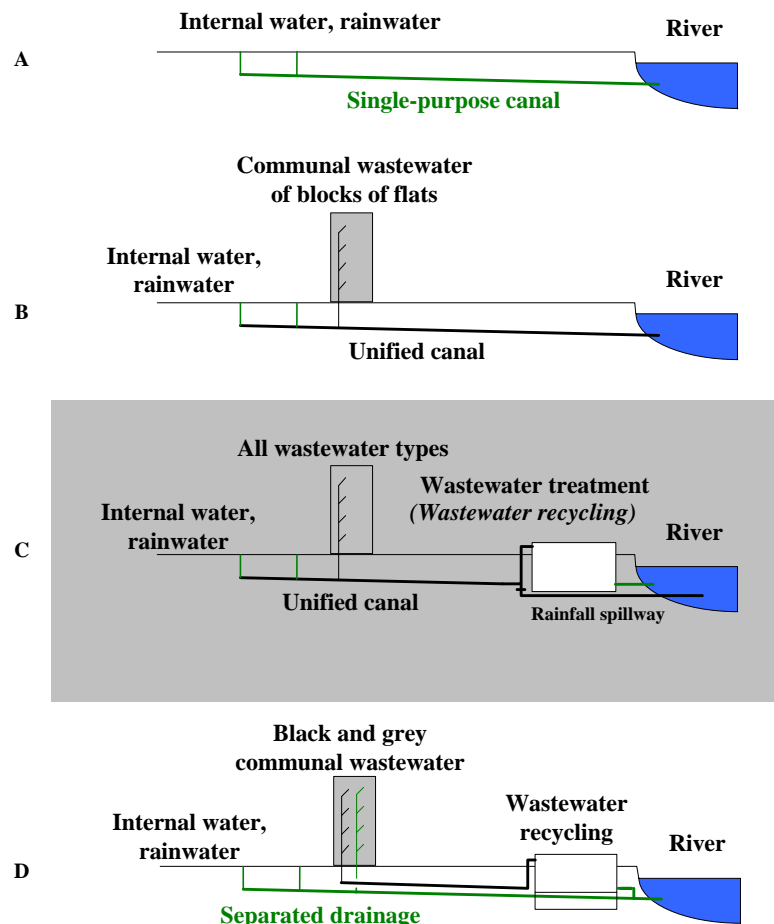 Internal water, rainwater
River
A
Single-purpose canal
Communal wastewater
of blocks of flats
Internal water,
rainwater
River
B
Unified canal
All wastewater types
Wastewater treatment
(Wastewater recycling)
Internal water,
rainwater
River
C
Unified canal
Rainfall spillway
Black and grey
communal wastewater
Wastewater
recycling
Internal water,
rainwater
River
D
Separated drainage